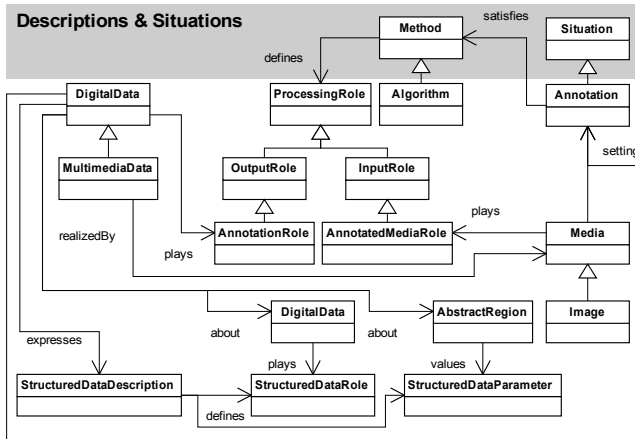 Descriptions & Situations
Method
satisfies
Situation
defines
DigitalData
ProcessingRole
Algorithm
Annotation
setting
MultimediaData
OutputRole
InputRole
plays
realizedBy
plays
AnnotationRole
AnnotatedMediaRole
Media
DigitalData
AbstractRegion
Image
about
about
expresses
plays
values
StructuredDataDescription
StructuredDataRole
StructuredDataParameter
defines